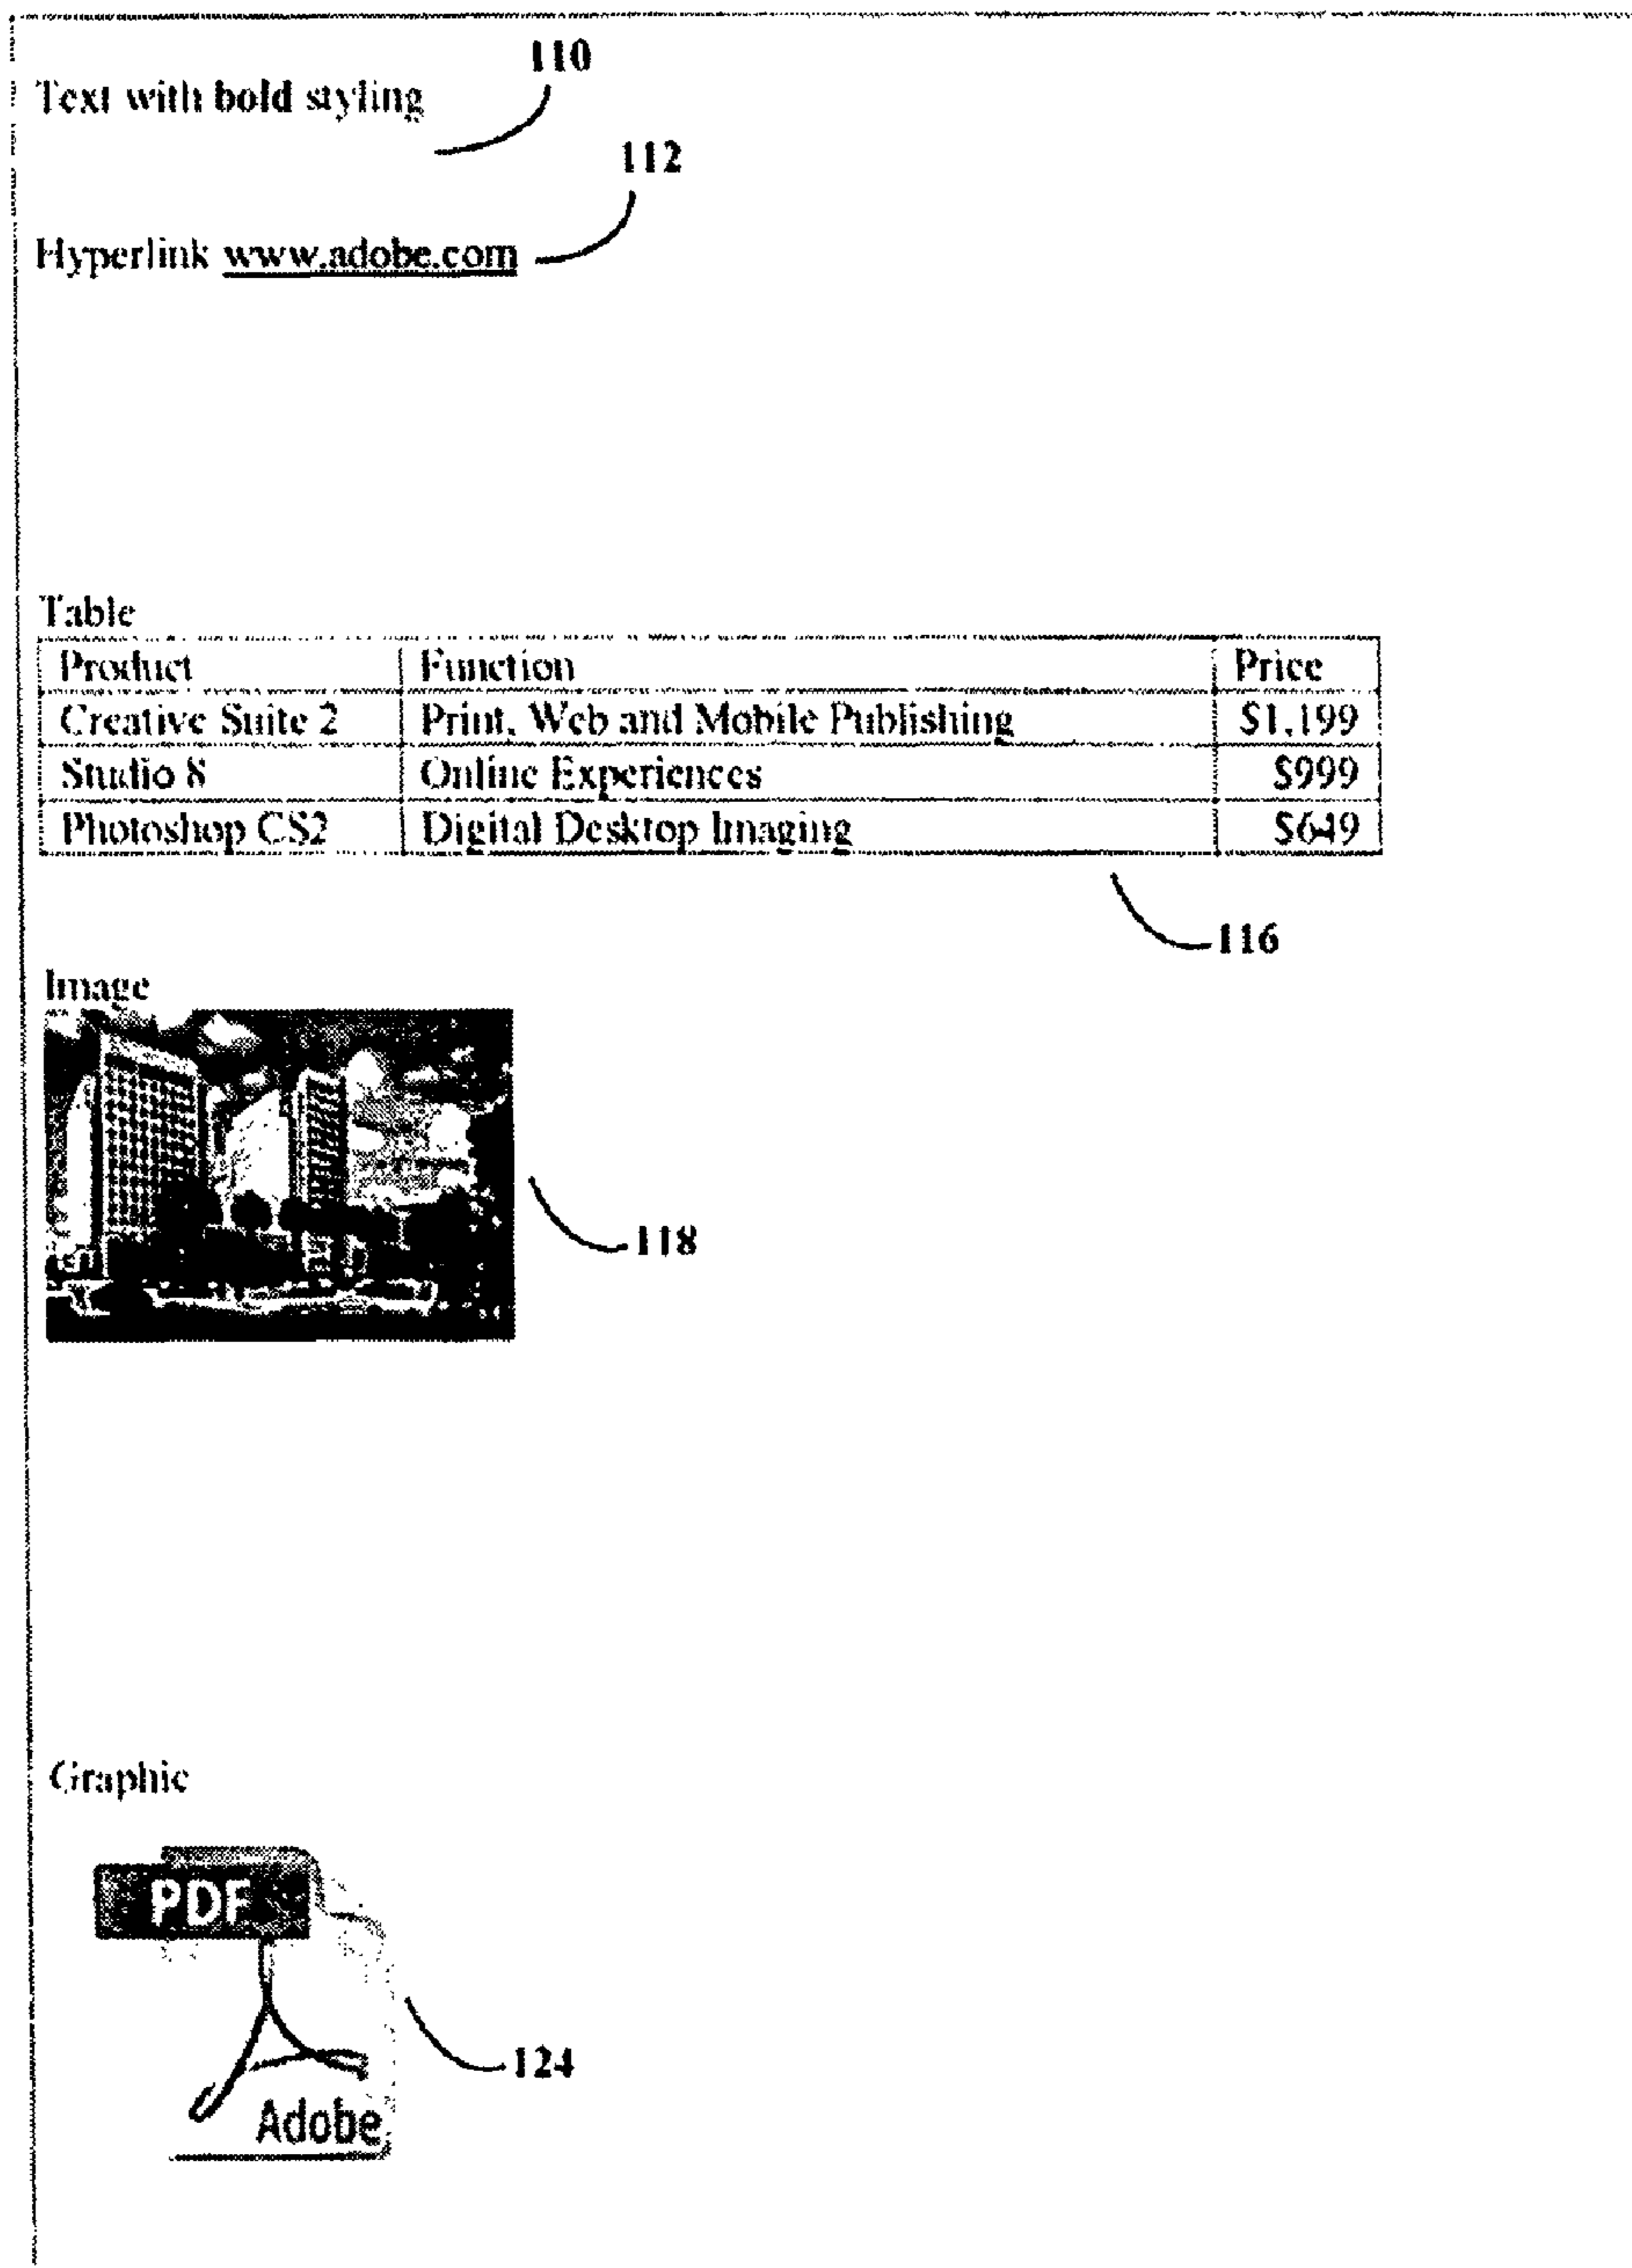 110
Text with bold styling
112
Hyperlink www.adobe.com
Table
Product Function Price
Creative Suite 2 Print, Web and Mobile Publishing $1,199
Studio 8 Online Experiences $999
Photoshop CS2 Digital Desktop Imaging $649
116
Image
118
Graphic
PDF
124
Adobe